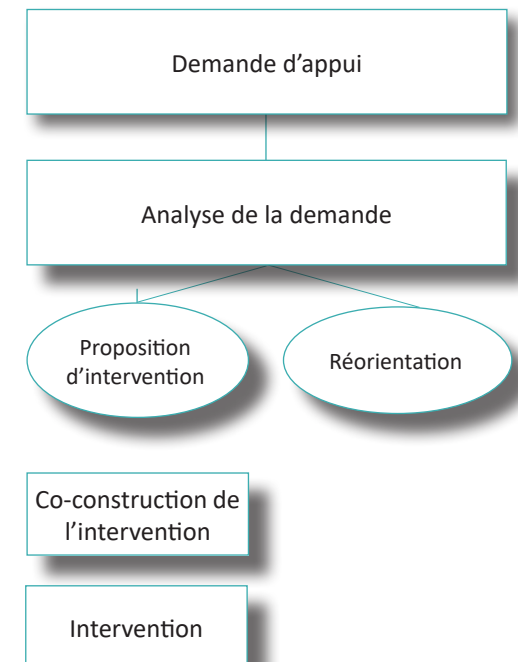 Demande d’appui
Analyse de la demande
Proposition
d’intervention
Réorientation
Co-construction de
l’intervention
Intervention